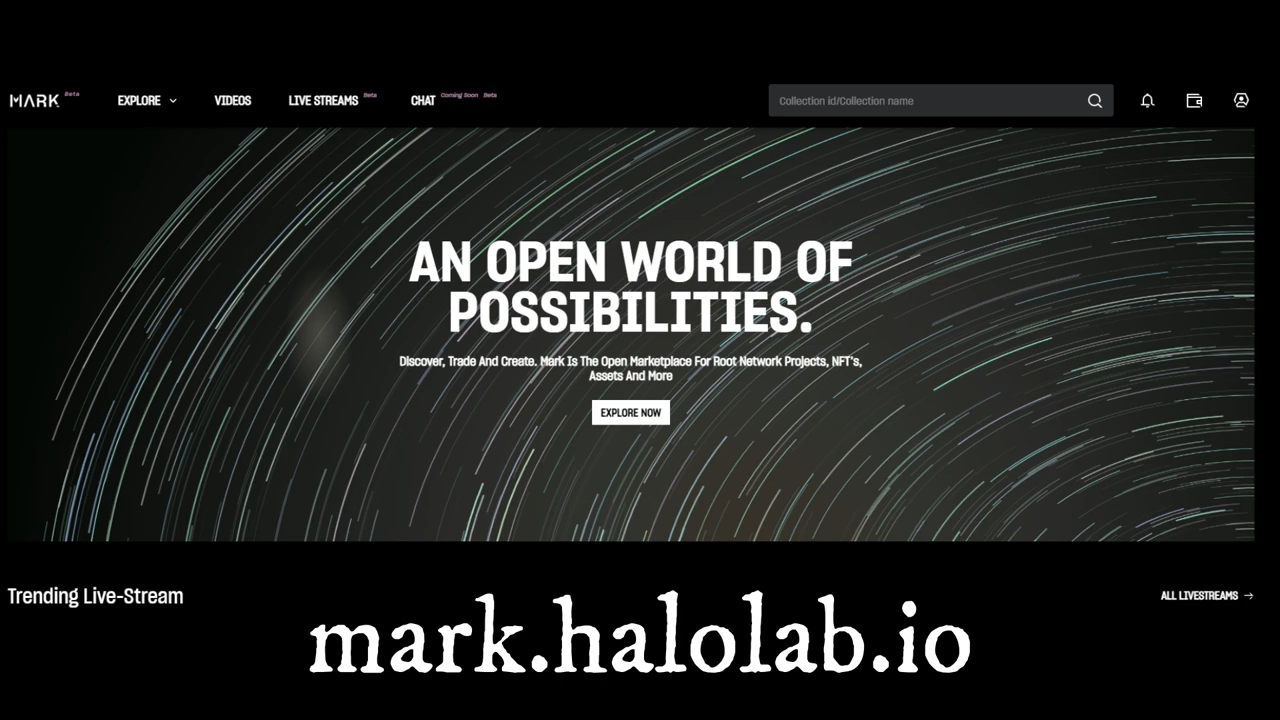 MARK Beta EXPLORE VIDEOS LIVE STREAMS Beta CHAT Coming Soon Beta Collection id/Collection name
AN OPEN WORLD OF
POSSIBILITIES.
Discover, Trade And Create. Mark Is The Open Marketplace For Root Network Projects, NFT's,
Assets And More
EXPLORE NOW
Trending Live-Stream ALL LIVESTREAMS →
mark.halolab.io